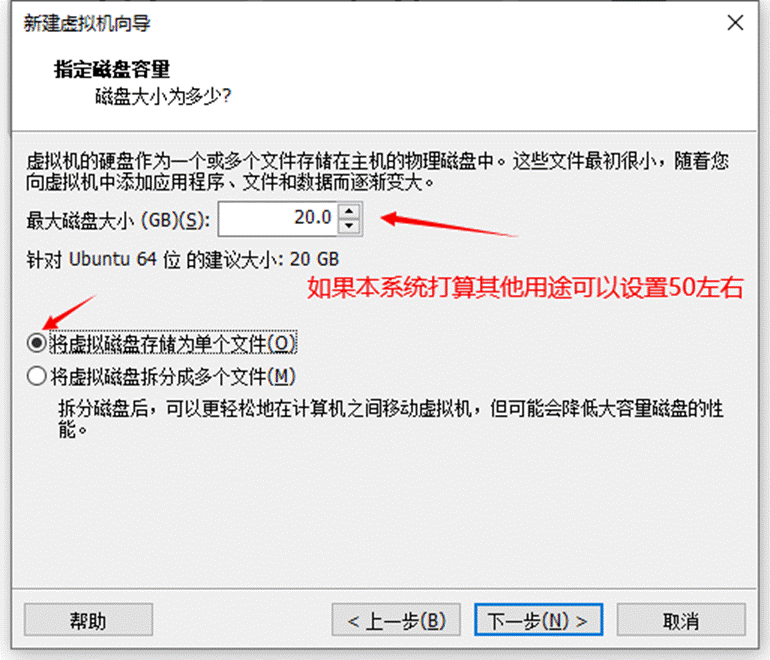 新建虚拟机向导
指定磁盘容量
磁盘大小为多少?
虚拟机的硬盘作为一个或多个文件存储在主机的物理磁盘中。这些文件最初很小，随着您
向虚拟机中添加应用程序、文件和数据而逐渐变大。
最大磁盘大小 (GB)(S): 20.0
针对 Ubuntu 64 位 的建议大小: 20 GB
如果本系统打算其他用途可以设置50左右
将虚拟磁盘存储为单个文件(O)
将虚拟磁盘拆分成多个文件(M)
拆分磁盘后，可以更轻松地在计算机之间移动虚拟机，但可能会降低大容量磁盘的性
能。
帮助 < 上一步(B) 下一步(N) > 取消